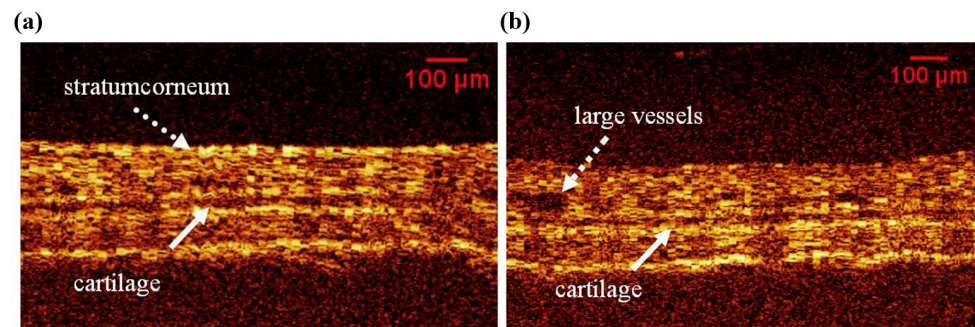 (a)
(b)
100 µm
stratumcorneum
cartilage
100 µm
large vessels
cartilage